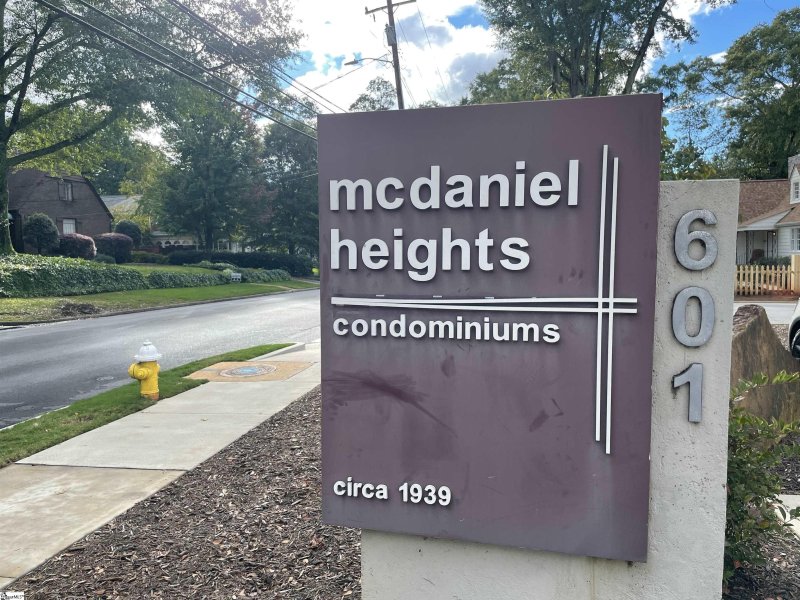 mcdaniel
heights
condominiums
circa 1939
601